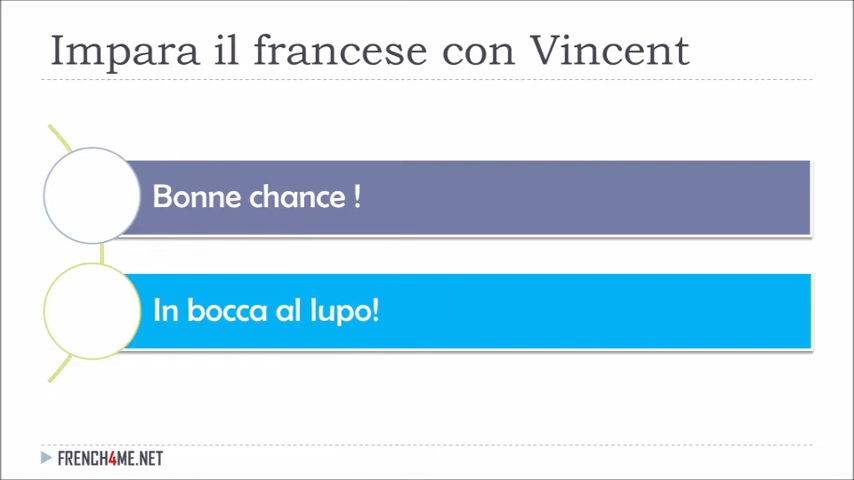 Impara il francese con Vincent
Bonne chance !
In bocca al lupo!
FRENCH4ME.NET